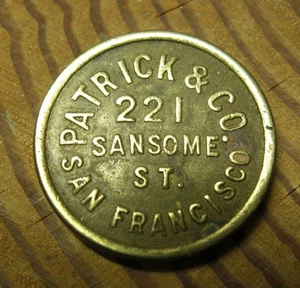 PATRICK & CO.
221
SANSOME
ST.
SAN FRANCISCO